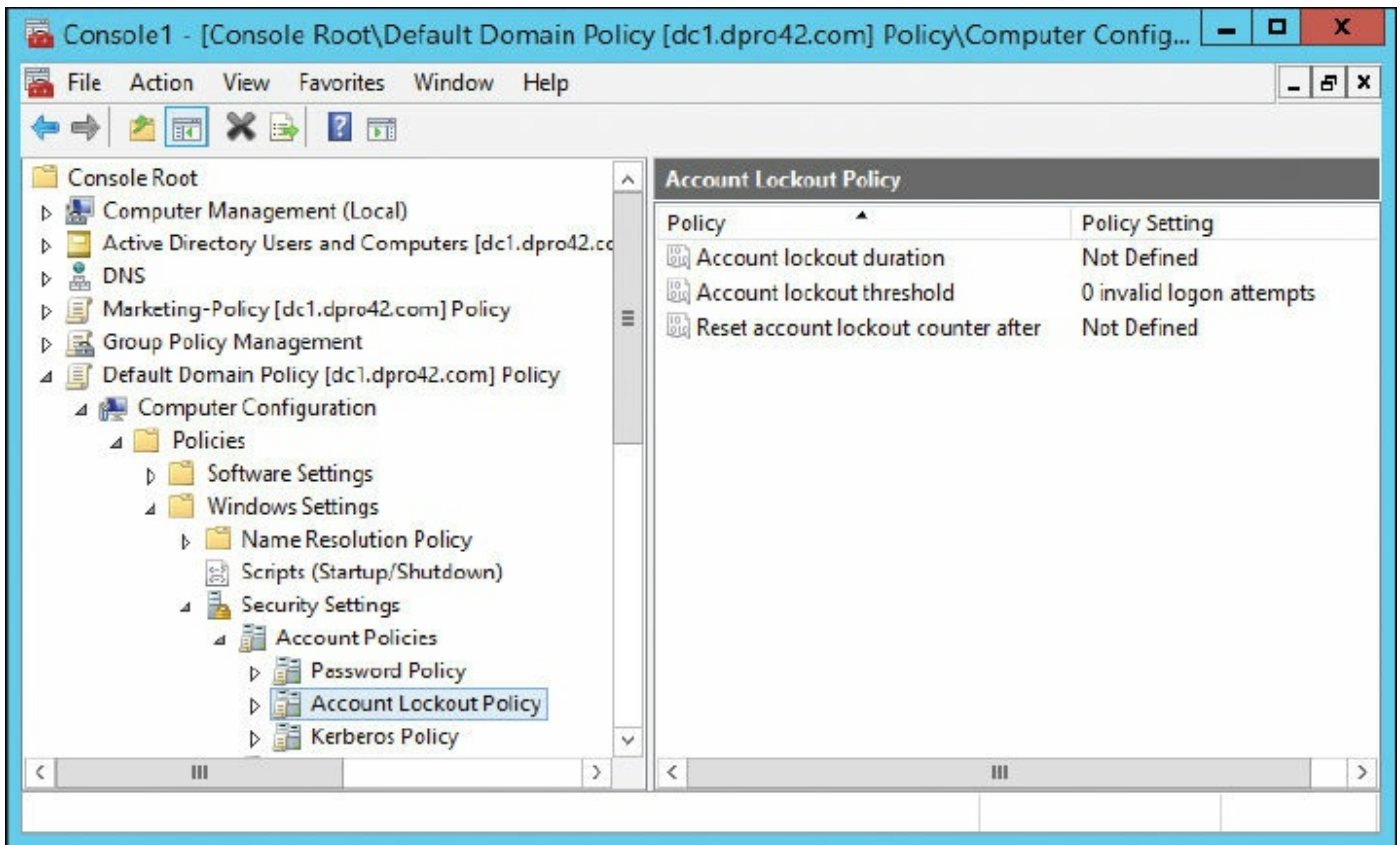 Console1 - [Console Root\Default Domain Policy [dc1.dpro42.com] Policy\Computer Config...
File Action View Favorites Window Help
Console Root
Computer Management (Local)
Active Directory Users and Computers [dc1.dpro42.cc
DNS
Marketing-Policy [dc1.dpro42.com] Policy
Group Policy Management
Default Domain Policy [dc1.dpro42.com] Policy
Computer Configuration
Policies
Software Settings
Windows Settings
Name Resolution Policy
Scripts (Startup/Shutdown)
Security Settings
Account Policies
Password Policy
Account Lockout Policy
Kerberos Policy
Account Lockout Policy
Policy Policy Setting
Account lockout duration Not Defined
Account lockout threshold 0 invalid logon attempts
Reset account lockout counter after Not Defined